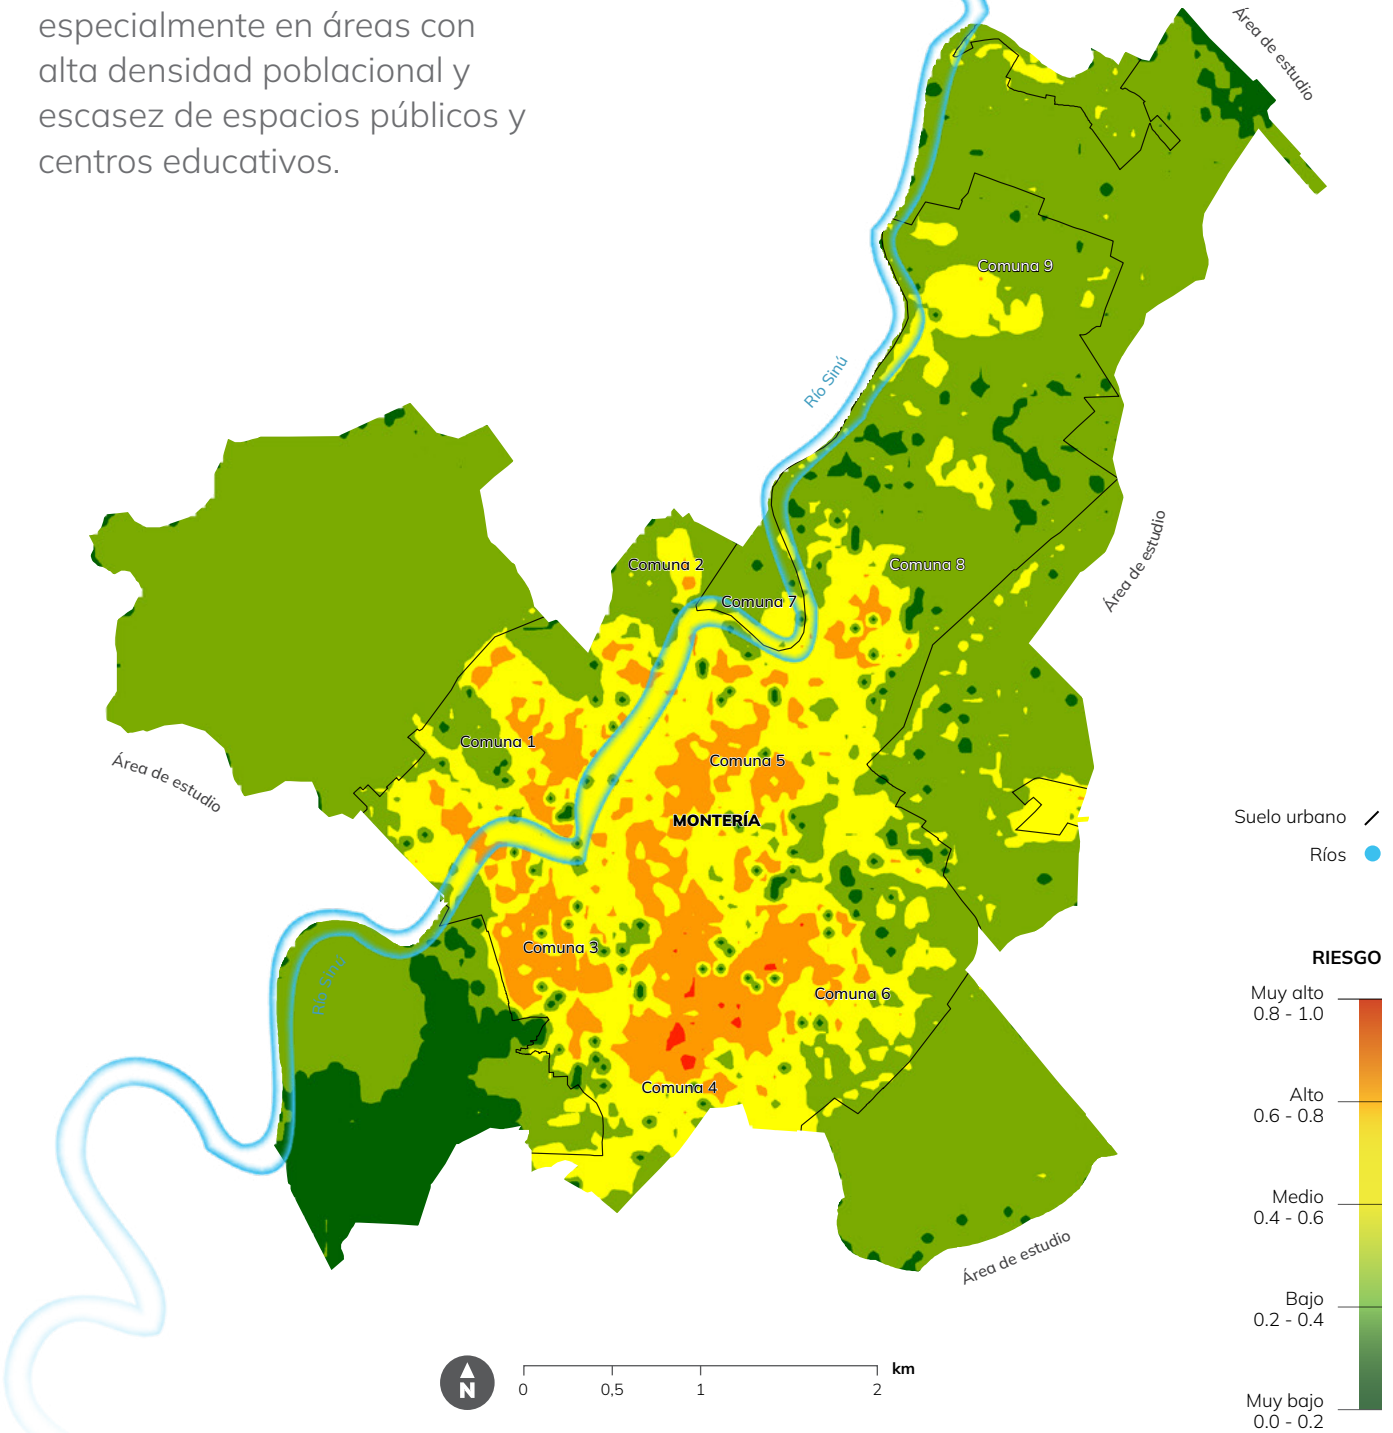 especialmente en áreas con
alta densidad poblacional y
escasez de espacios públicos y
centros educativos.
Área de estudio
Comuna 9
Río Sinú
Comuna 2
Comuna 8
Comuna 7
Área de estudio
Comuna 1
Comuna 5
Área de estudio
MONTERÍA
Suelo urbano
Ríos
Comuna 3
Río Sinú
Comuna 6
Comuna 4
Área de estudio
RIESGO
Muy alto
0.8 - 1.0
Alto
0.6 - 0.8
Medio
0.4 - 0.6
Bajo
0.2 - 0.4
Muy bajo
0.0 - 0.2
N
km
0 0,5 1 2